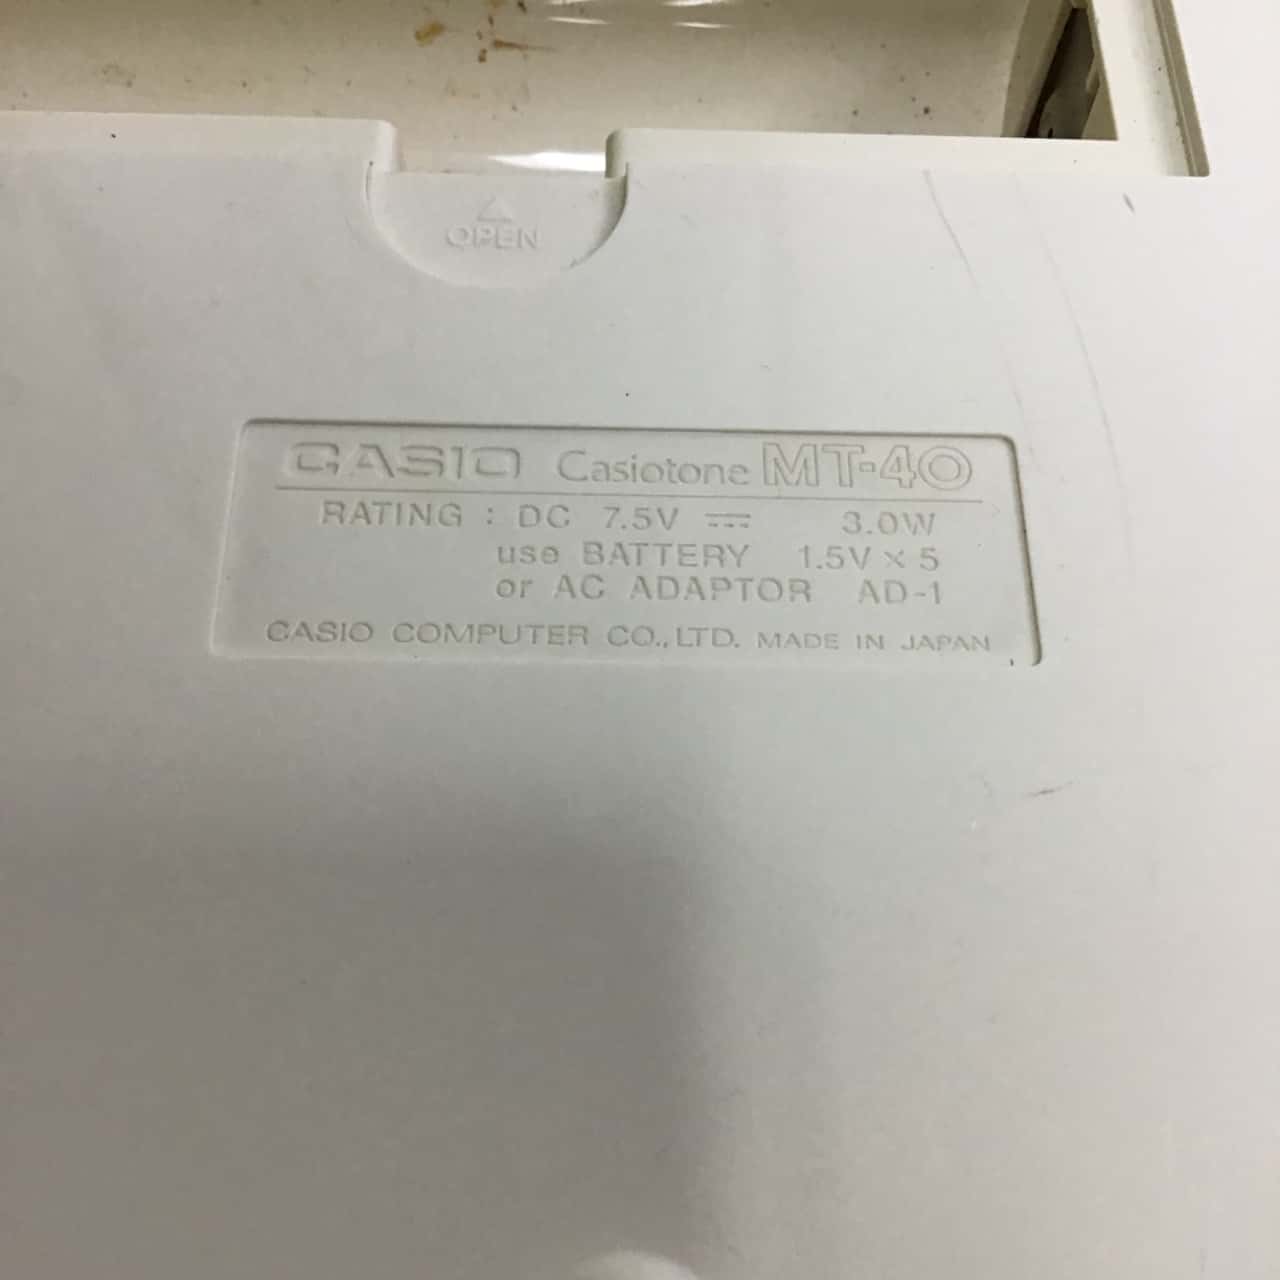 OPEN
CASIO Casiotone MT-40
RATING : DC 7.5V ⎓ 3.0W
use BATTERY 1.5V × 5
or AC ADAPTOR AD-1
CASIO COMPUTER CO., LTD. MADE IN JAPAN